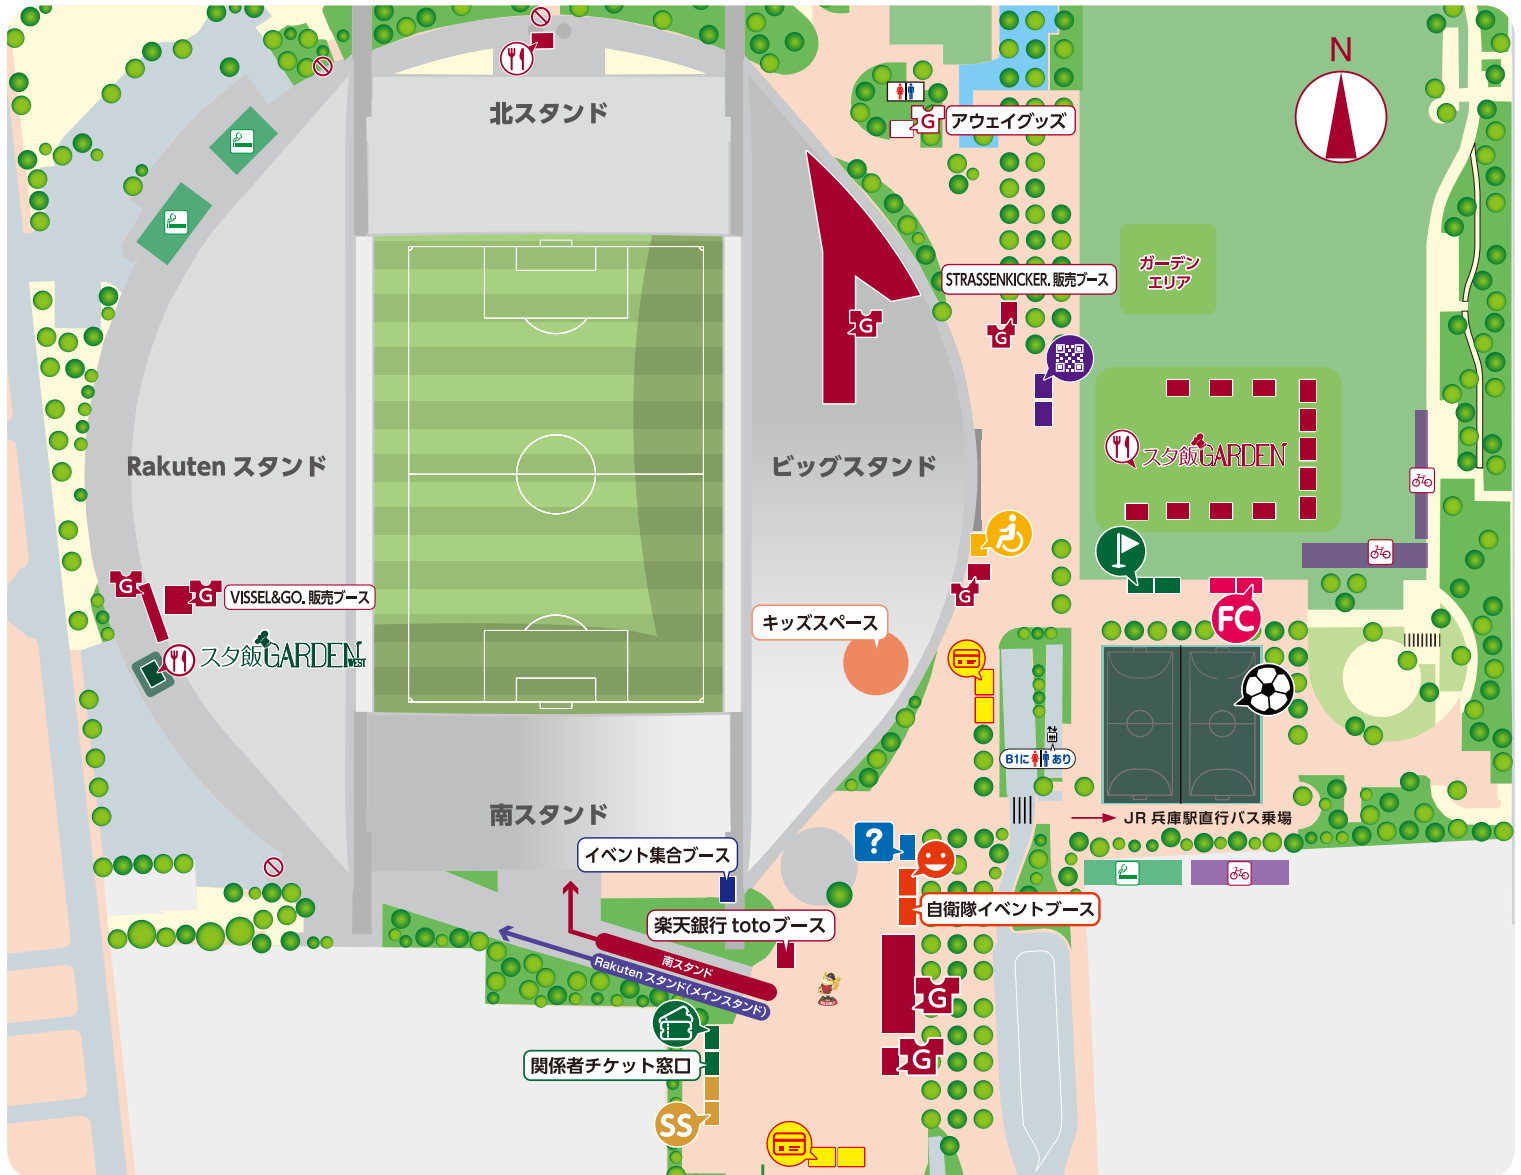 N
北スタンド
G
アウェイグッズ
ガーデン
エリア
STRASSENKICKER. 販売ブース
G
G
スタ飯GARDEN
Rakuten スタンド
ビッグスタンド
G
G
VISSEL&GO. 販売ブース
G
FC
キッズスペース
スタ飯GARDEN WEST
B1に
あり
南スタンド
JR 兵庫駅直行バス乗場
?
イベント集合ブース
自衛隊イベントブース
楽天銀行 totoブース
南スタンド
Rakuten スタンド(メインスタンド)
G
関係者チケット窓口
G
SS